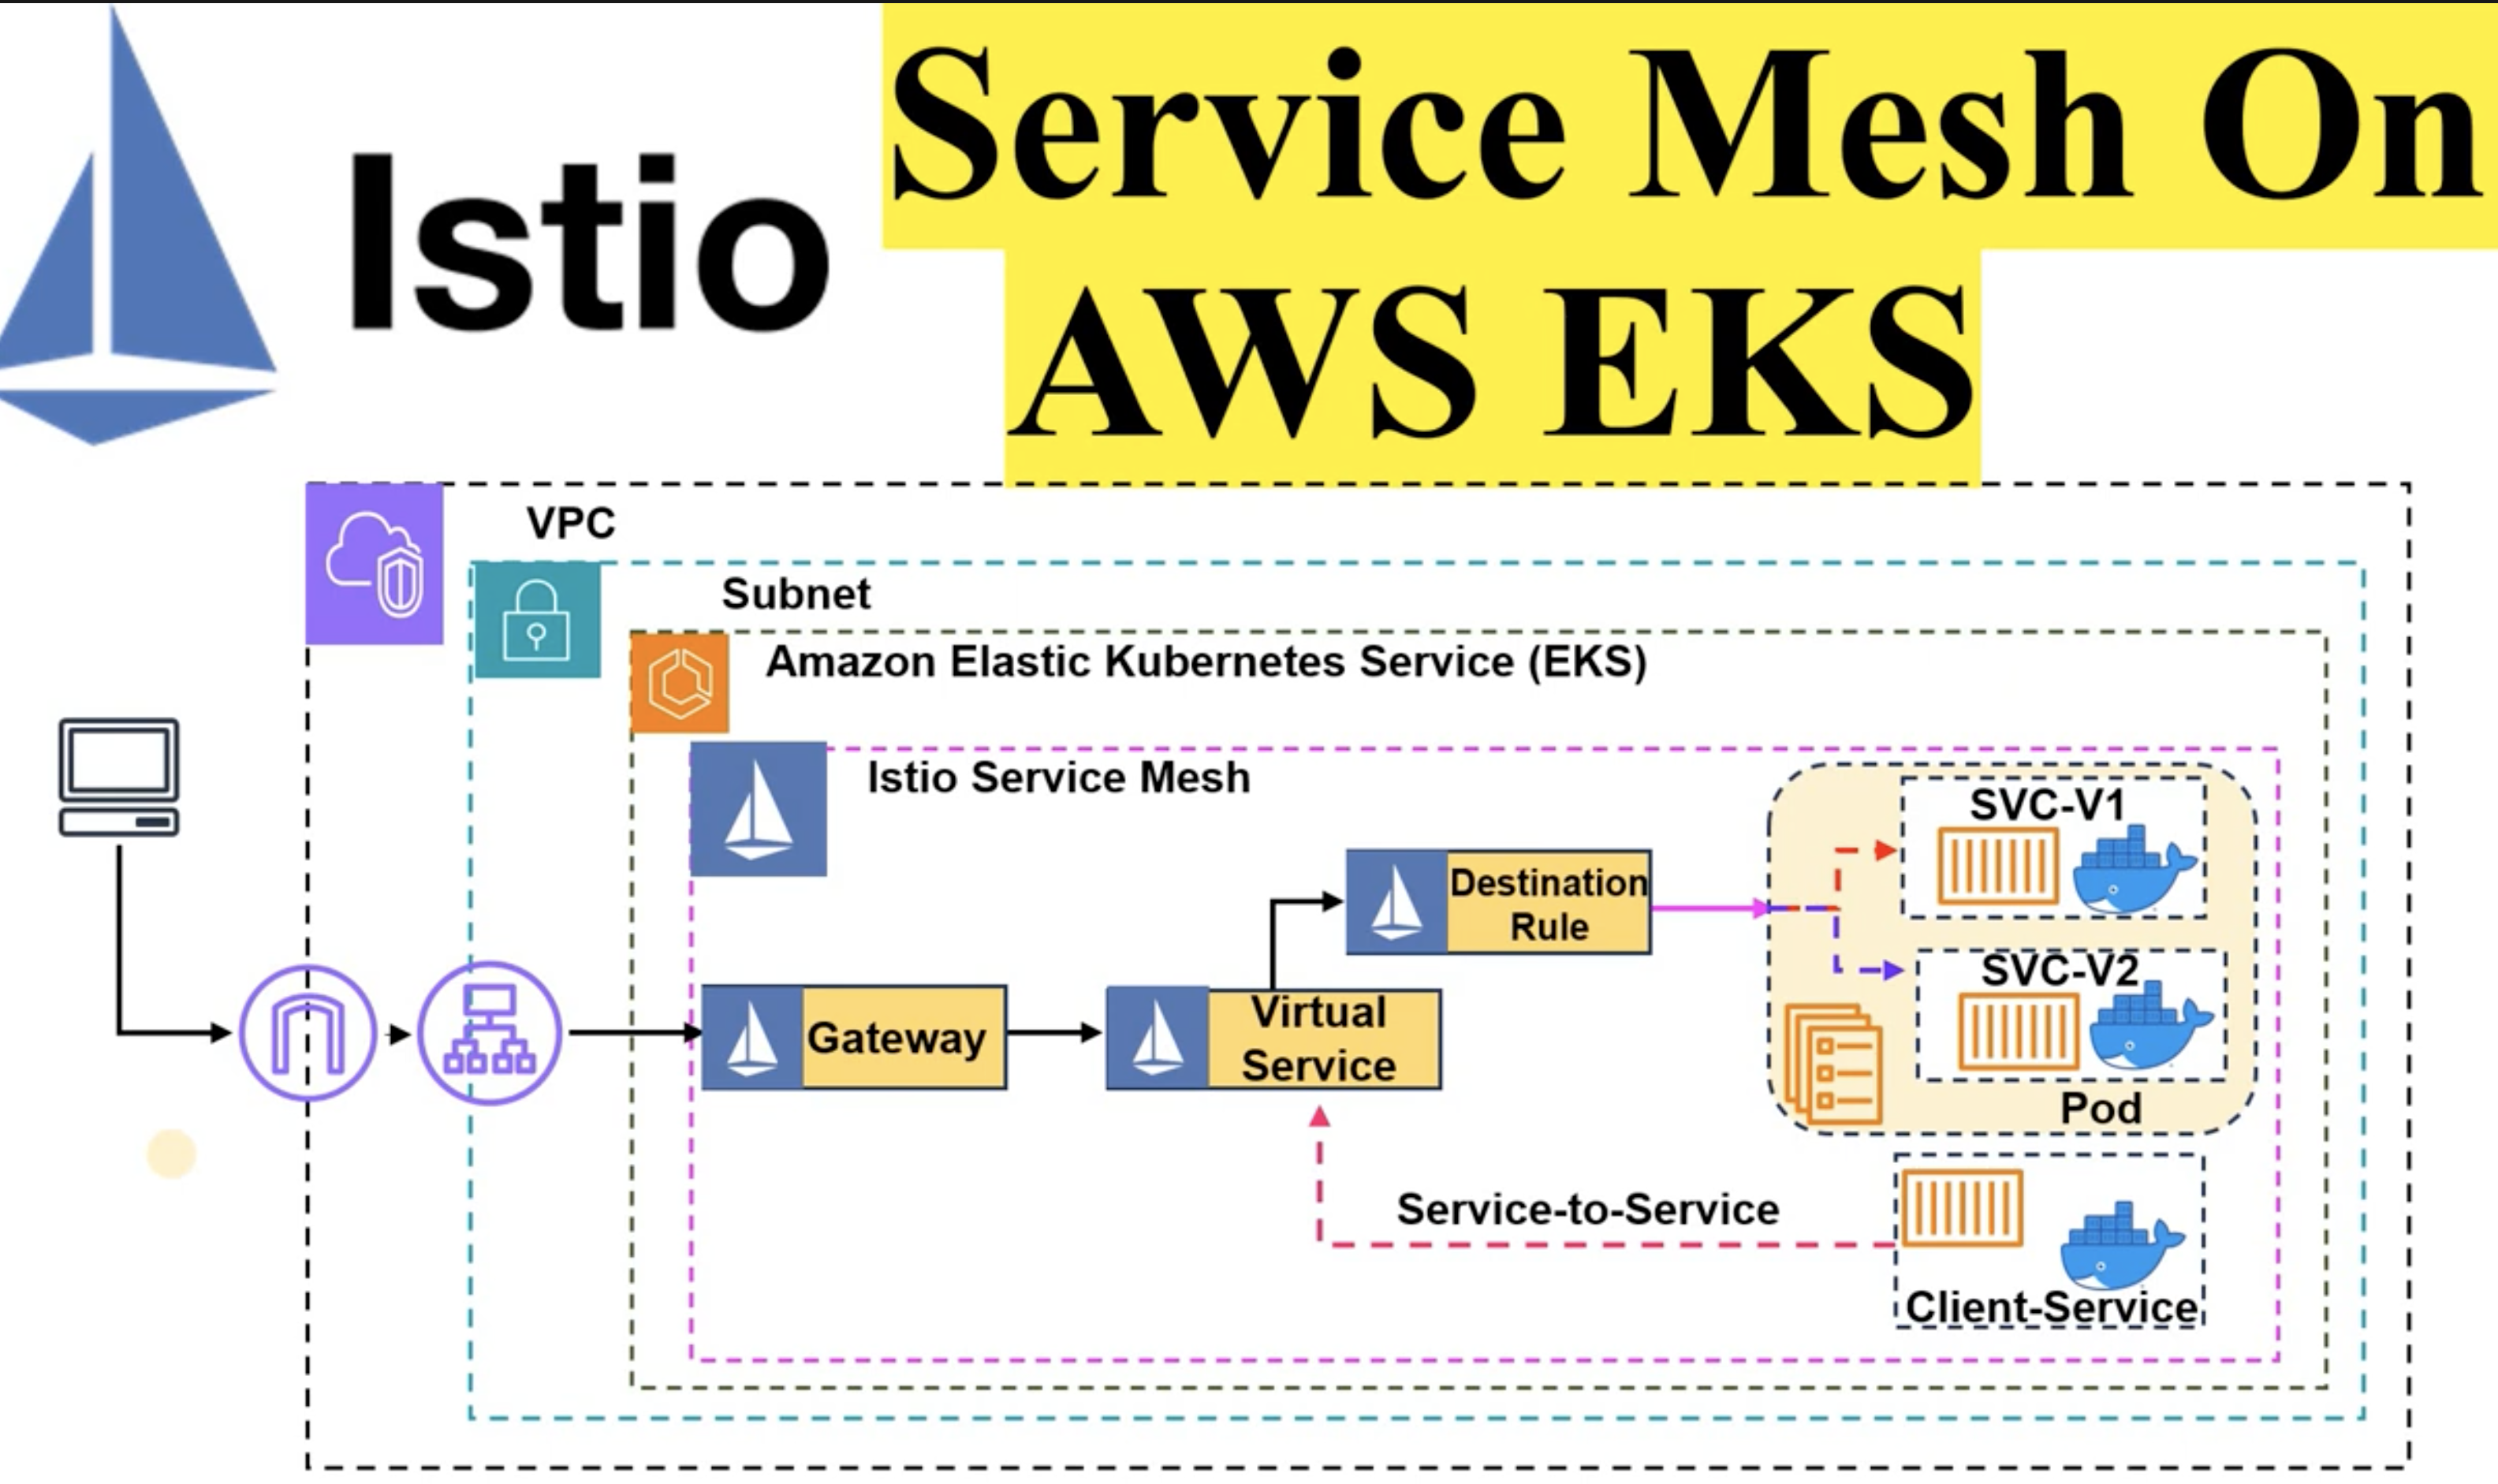 Istio
Service Mesh On
AWS EKS
VPC
Subnet
Amazon Elastic Kubernetes Service (EKS)
Istio Service Mesh
SVC-V1
Destination
Rule
SVC-V2
Gateway
Virtual
Service
Pod
Service-to-Service
Client-Service